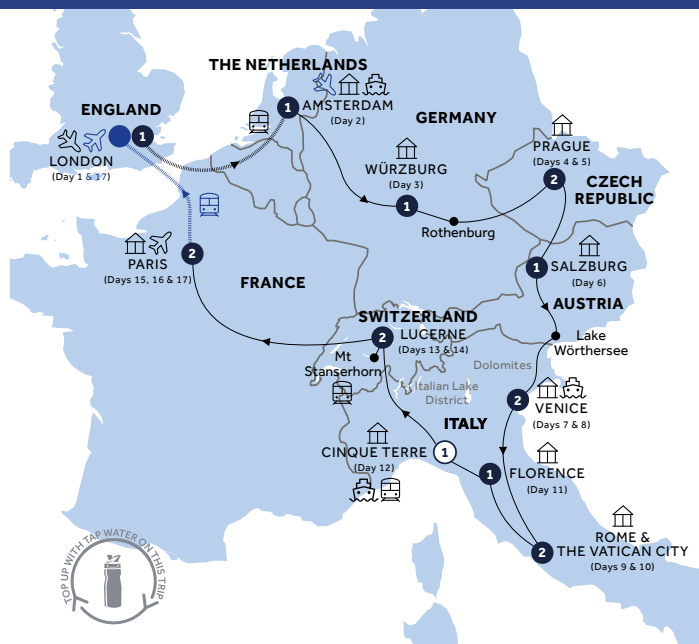 THE NETHERLANDS
1
AMSTERDAM
(Day 2)
ENGLAND
1
LONDON
(Day 1 & 17)
GERMANY
WÜRZBURG
(Day 3)
1
Rothenburg
PRAGUE
(Days 4 & 5)
2
CZECH
REPUBLIC
1
SALZBURG
(Day 6)
AUSTRIA
Lake
Wörthersee
PARIS
(Days 15, 16 & 17)
2
FRANCE
SWITZERLAND
2
LUCERNE
(Days 13 & 14)
Mt
Stanserhorn
Dolomites
Italian Lake
District
2
VENICE
(Days 7 & 8)
ITALY
CINQUE TERRE
(Day 12)
1
1
FLORENCE
(Day 11)
ROME &
THE VATICAN CITY
(Days 9 & 10)
2
TOP UP WITH TAP WATER ON THIS TRIP